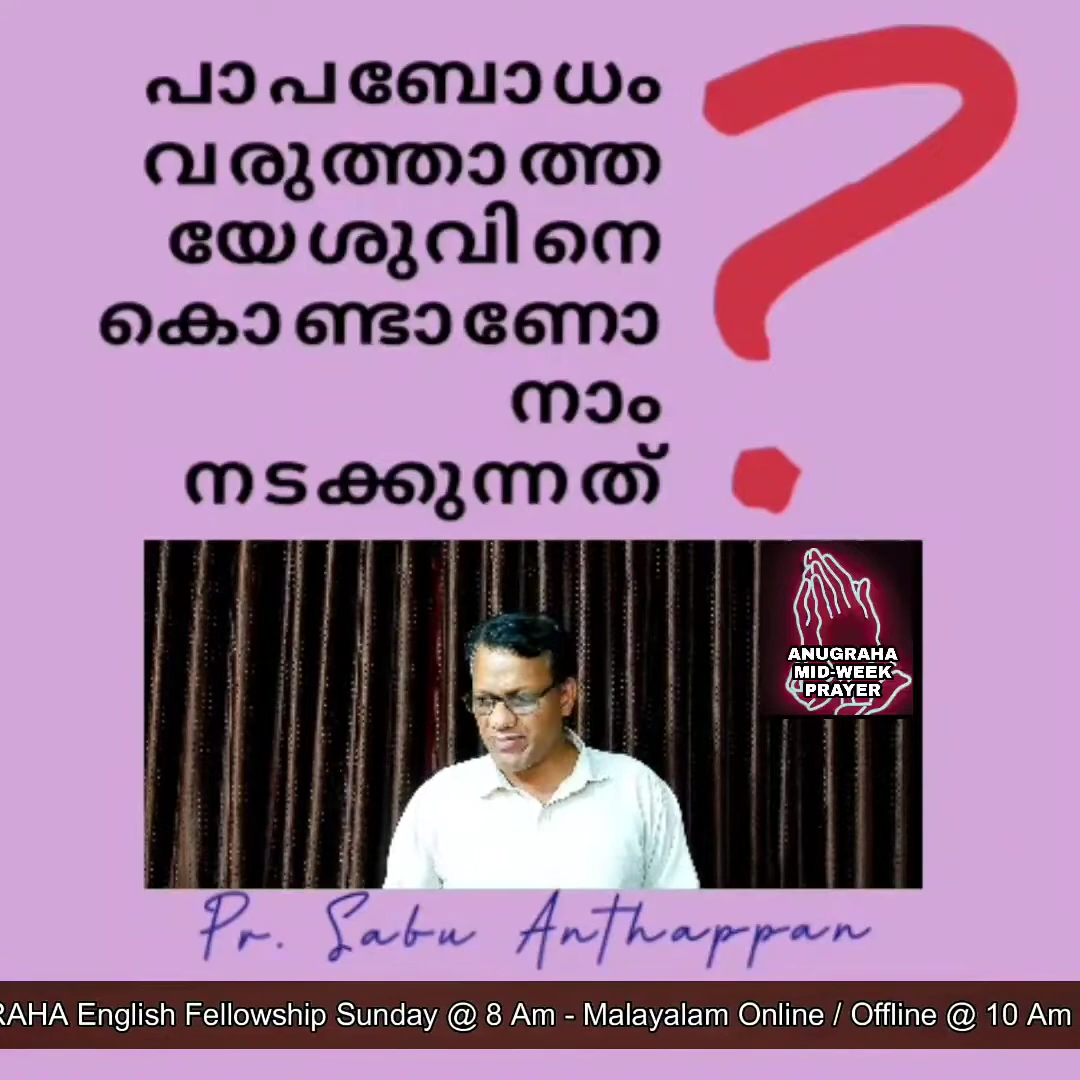 പാപബോധം
വരുത്താത്ത
യേശുവിനെ
കൊണ്ടാണോ
നാം
നടക്കുന്നത്
?
ANUGRAHA
MID-WEEK
PRAYER
Pr. Sabu Anthappan
RAHA English Fellowship Sunday @ 8 Am - Malayalam Online / Offline @ 10 Am